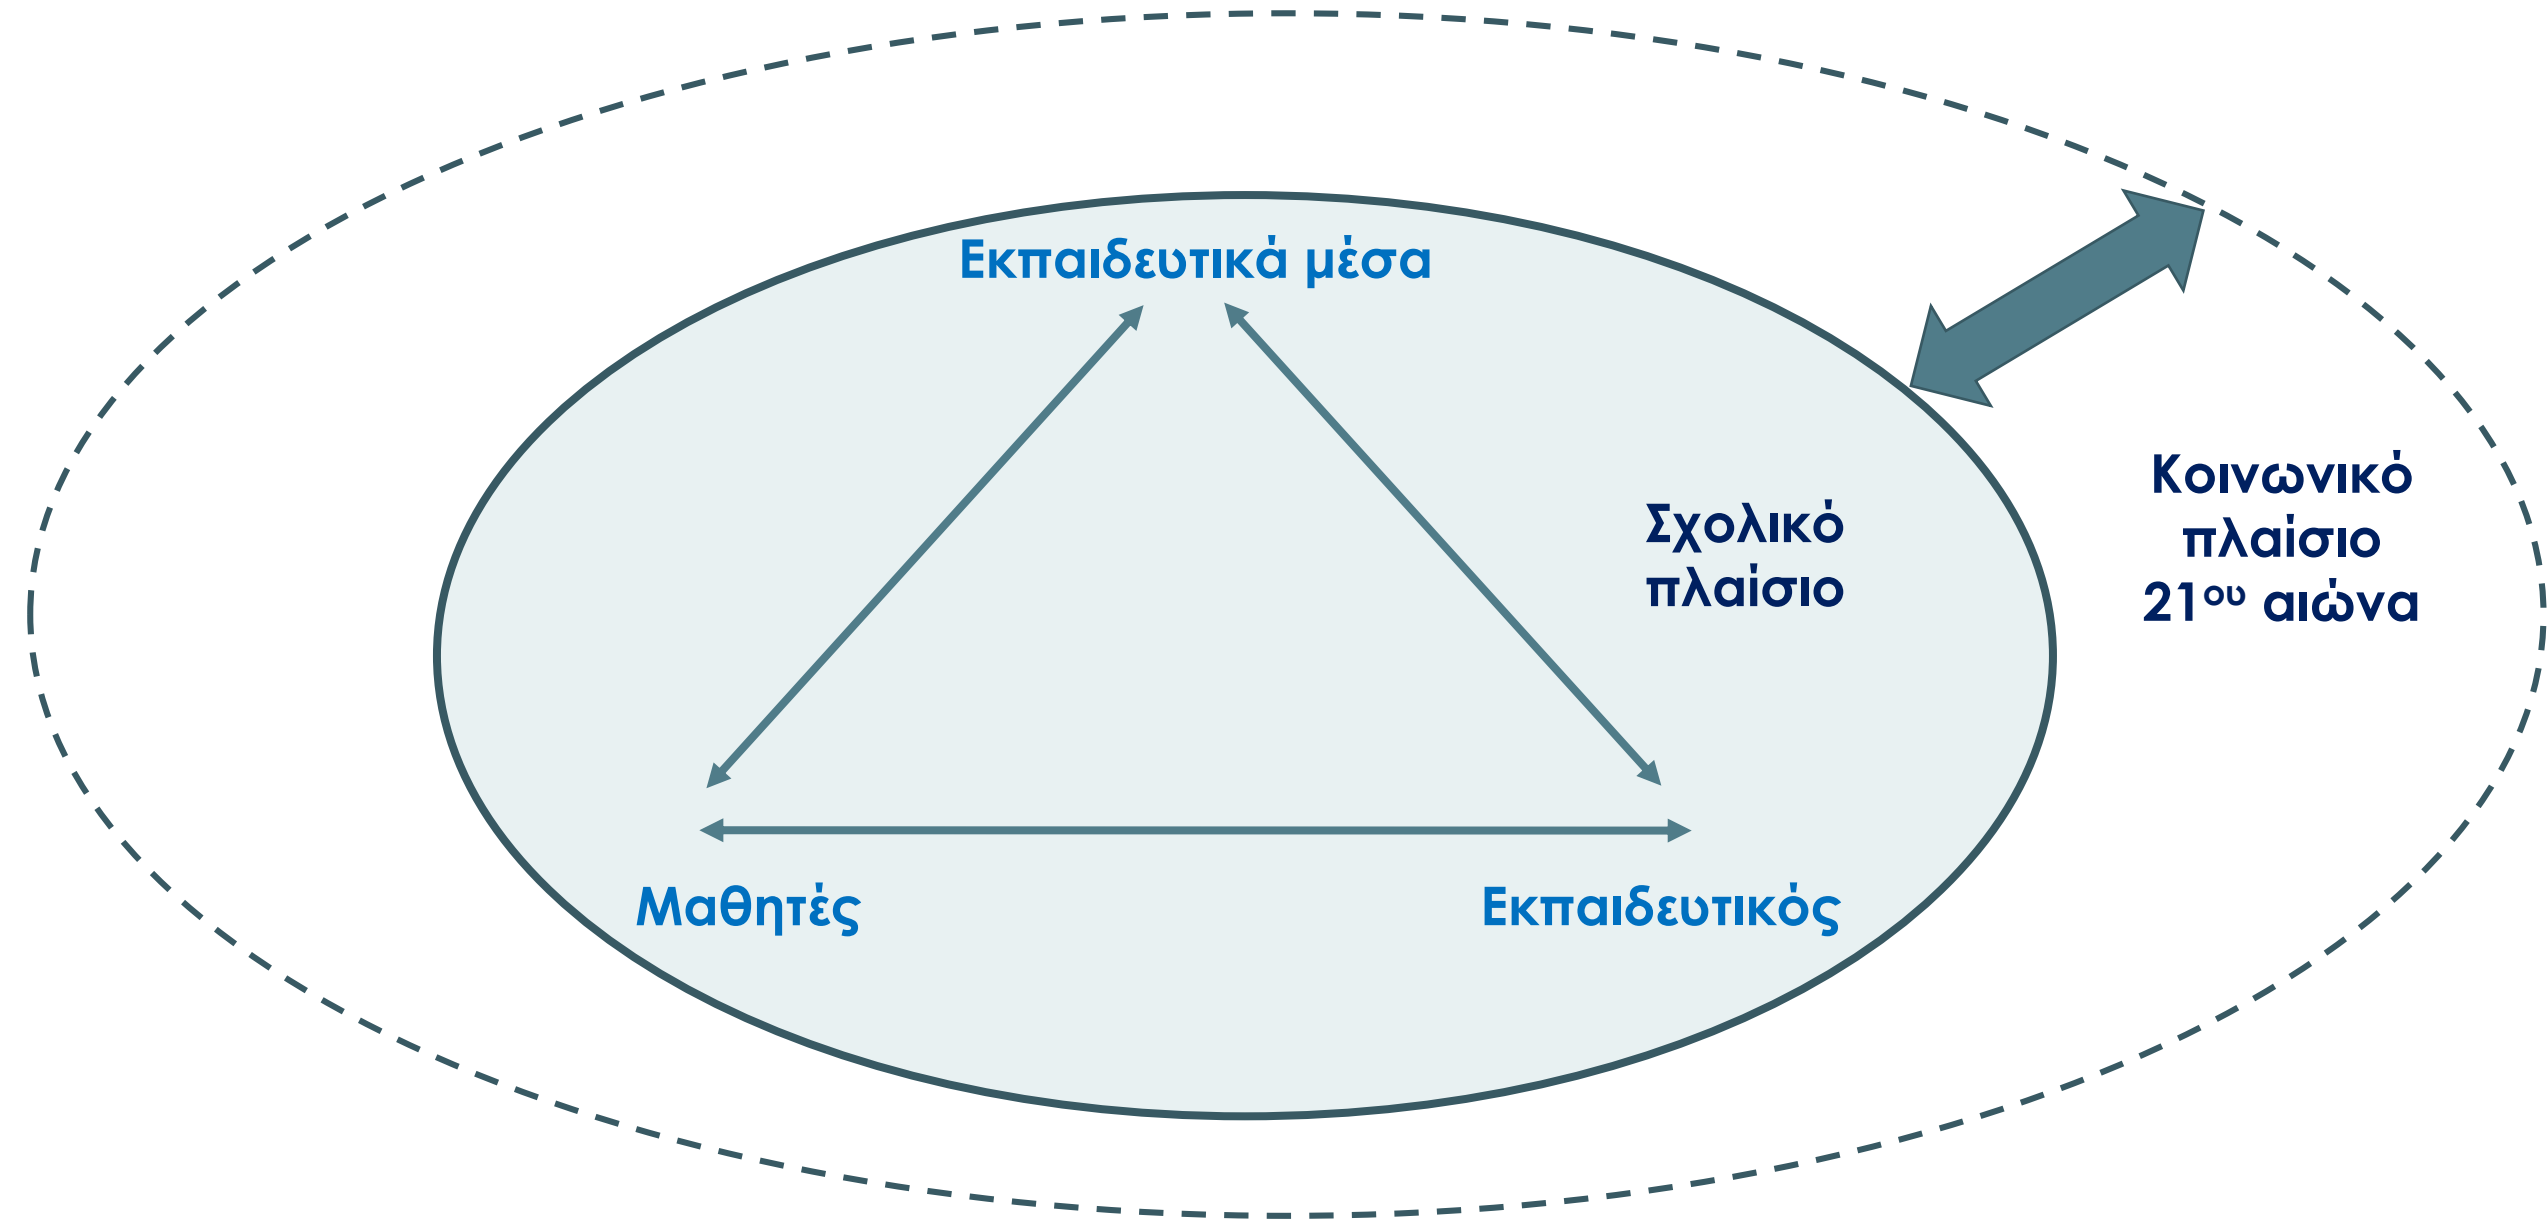 Εκπαιδευτικά μέσα
Σχολικό
πλαίσιο
Κοινωνικό
πλαίσιο
21ου αιώνα
Μαθητές
Εκπαιδευτικός